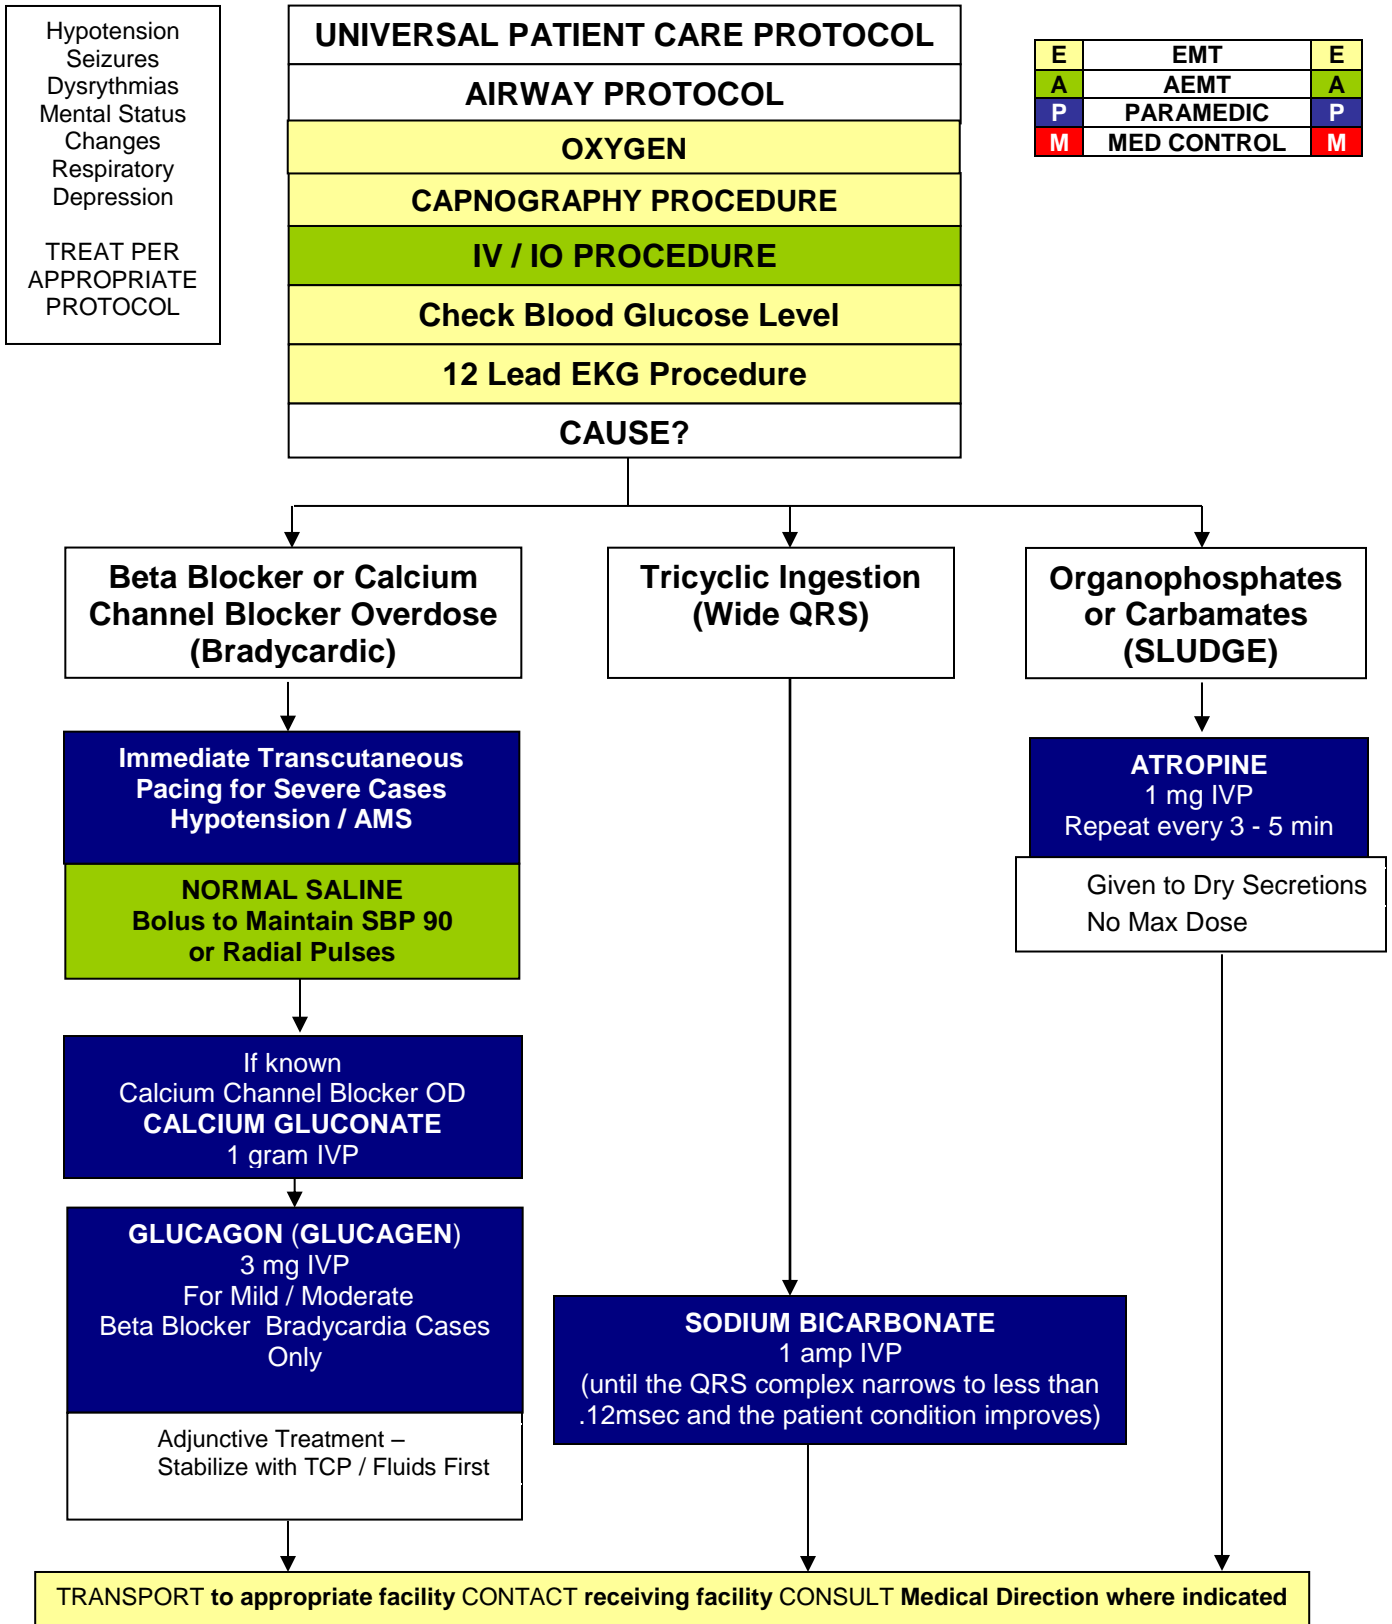 Hypotension
Seizures
Dysrythmias
Mental Status
Changes
Respiratory
Depression
TREAT PER
APPROPRIATE
PROTOCOL
UNIVERSAL PATIENT CARE PROTOCOL
AIRWAY PROTOCOL
OXYGEN
CAPNOGRAPHY PROCEDURE
IV / IO PROCEDURE
Check Blood Glucose Level
12 Lead EKG Procedure
CAUSE?
E EMT E
A AEMT A
P PARAMEDIC P
M MED CONTROL M
Beta Blocker or Calcium
Channel Blocker Overdose
(Bradycardic)
Immediate Transcutaneous
Pacing for Severe Cases
Hypotension / AMS
NORMAL SALINE
Bolus to Maintain SBP 90
or Radial Pulses
If known
Calcium Channel Blocker OD
CALCIUM GLUCONATE
1 gram IVP
GLUCAGON (GLUCAGEN)
3 mg IVP
For Mild / Moderate
Beta Blocker Bradycardia Cases
Only
Adjunctive Treatment –
Stabilize with TCP / Fluids First
Tricyclic Ingestion
(Wide QRS)
SODIUM BICARBONATE
1 amp IVP
(until the QRS complex narrows to less than
.12msec and the patient condition improves)
Organophosphates
or Carbamates
(SLUDGE)
ATROPINE
1 mg IVP
Repeat every 3 - 5 min
Given to Dry Secretions
No Max Dose
TRANSPORT to appropriate facility CONTACT receiving facility CONSULT Medical Direction where indicated